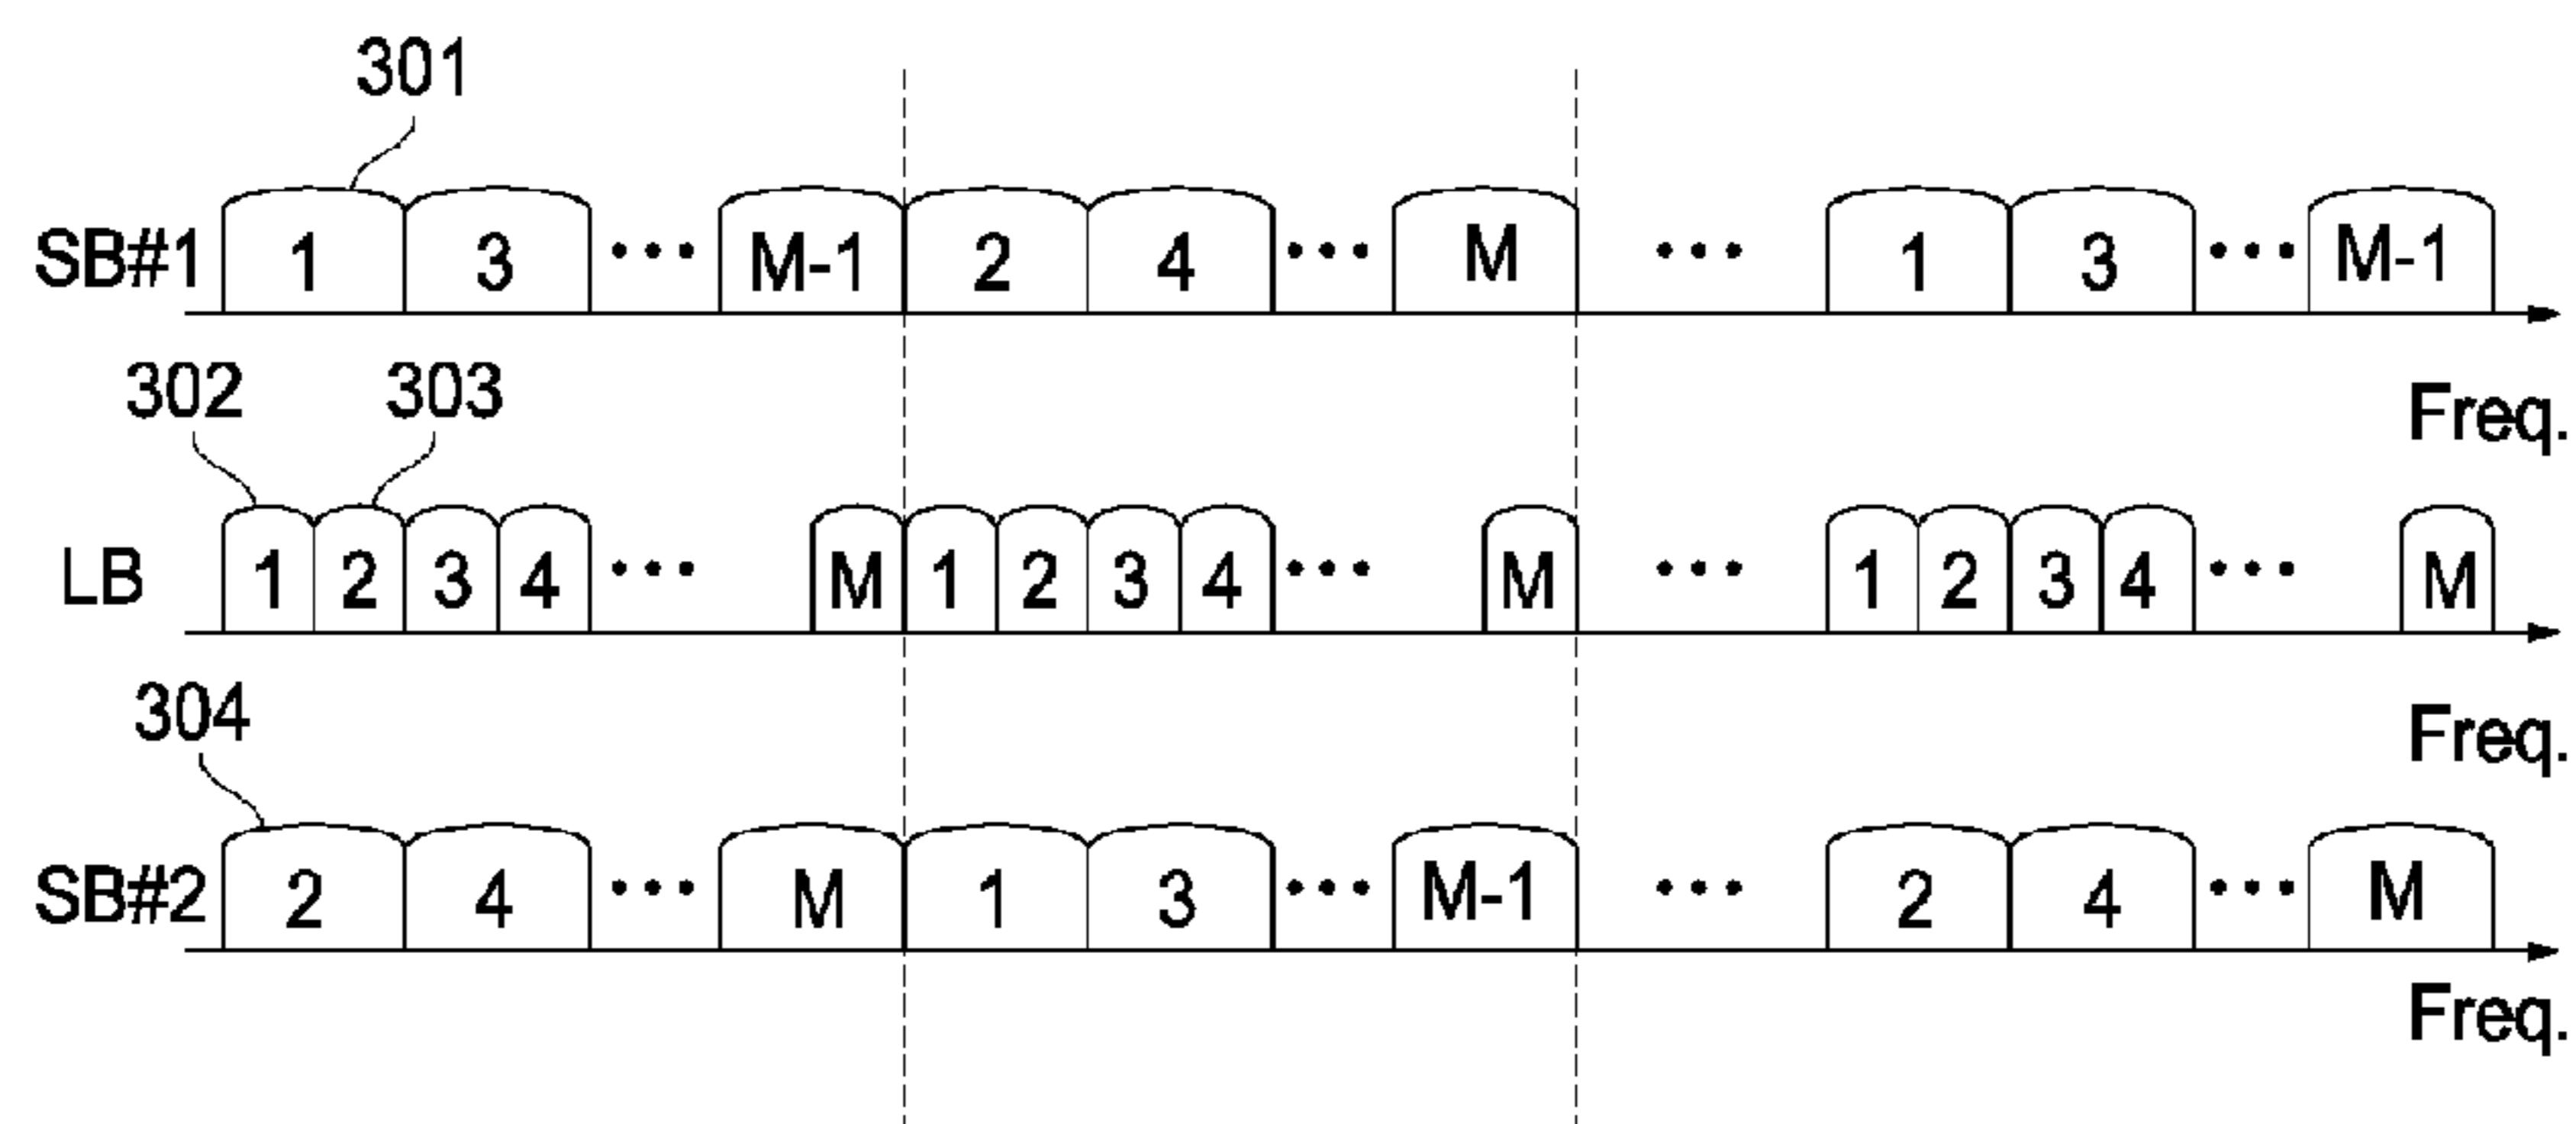 301
SB#1 1 3 ••• M-1 2 4 ••• M ••• 1 3 ••• M-1
Freq.
302 303
LB 1 2 3 4 ••• M 1 2 3 4 ••• M ••• 1 2 3 4 ••• M
Freq.
304
SB#2 2 4 ••• M 1 3 ••• M-1 ••• 2 4 ••• M
Freq.